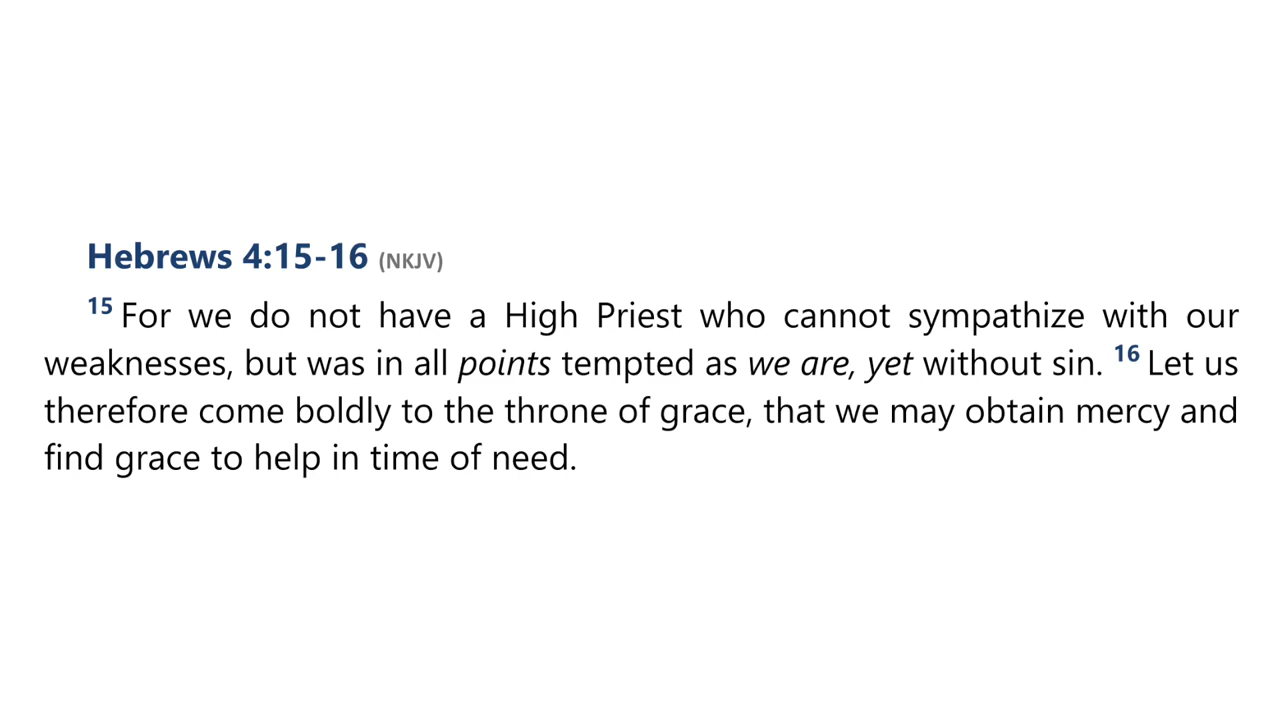 Hebrews 4:15-16 (NKJV)
15 For we do not have a High Priest who cannot sympathize with our
weaknesses, but was in all points tempted as we are, yet without sin. 16 Let us
therefore come boldly to the throne of grace, that we may obtain mercy and
find grace to help in time of need.